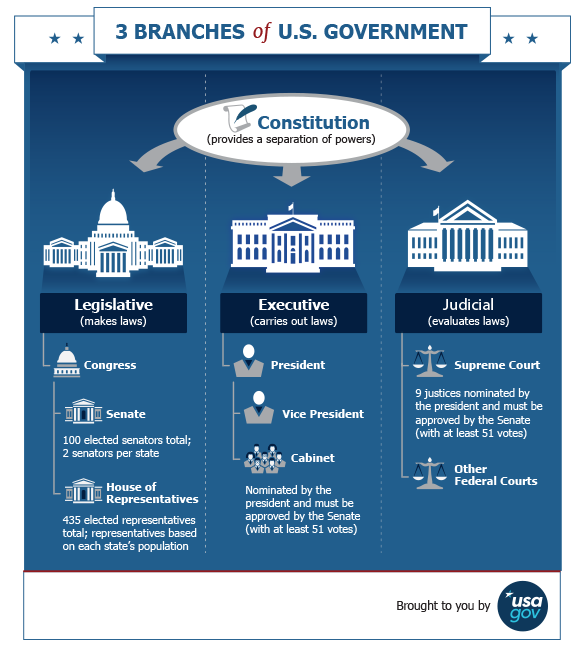 3 BRANCHES of U.S. GOVERNMENT
Constitution
(provides a separation of powers)
Legislative
(makes laws)
Congress
Senate
100 elected senators total;
2 senators per state
House of
Representatives
435 elected representatives
total; representatives based
on each state's population
Executive
(carries out laws)
President
Vice President
Cabinet
Nominated by the
president and must be
approved by the Senate
(with at least 51 votes)
Judicial
(evaluates laws)
Supreme Court
9 justices nominated by
the president and must be
approved by the Senate
(with at least 51 votes)
Other
Federal Courts
Brought to you by
usa
gov